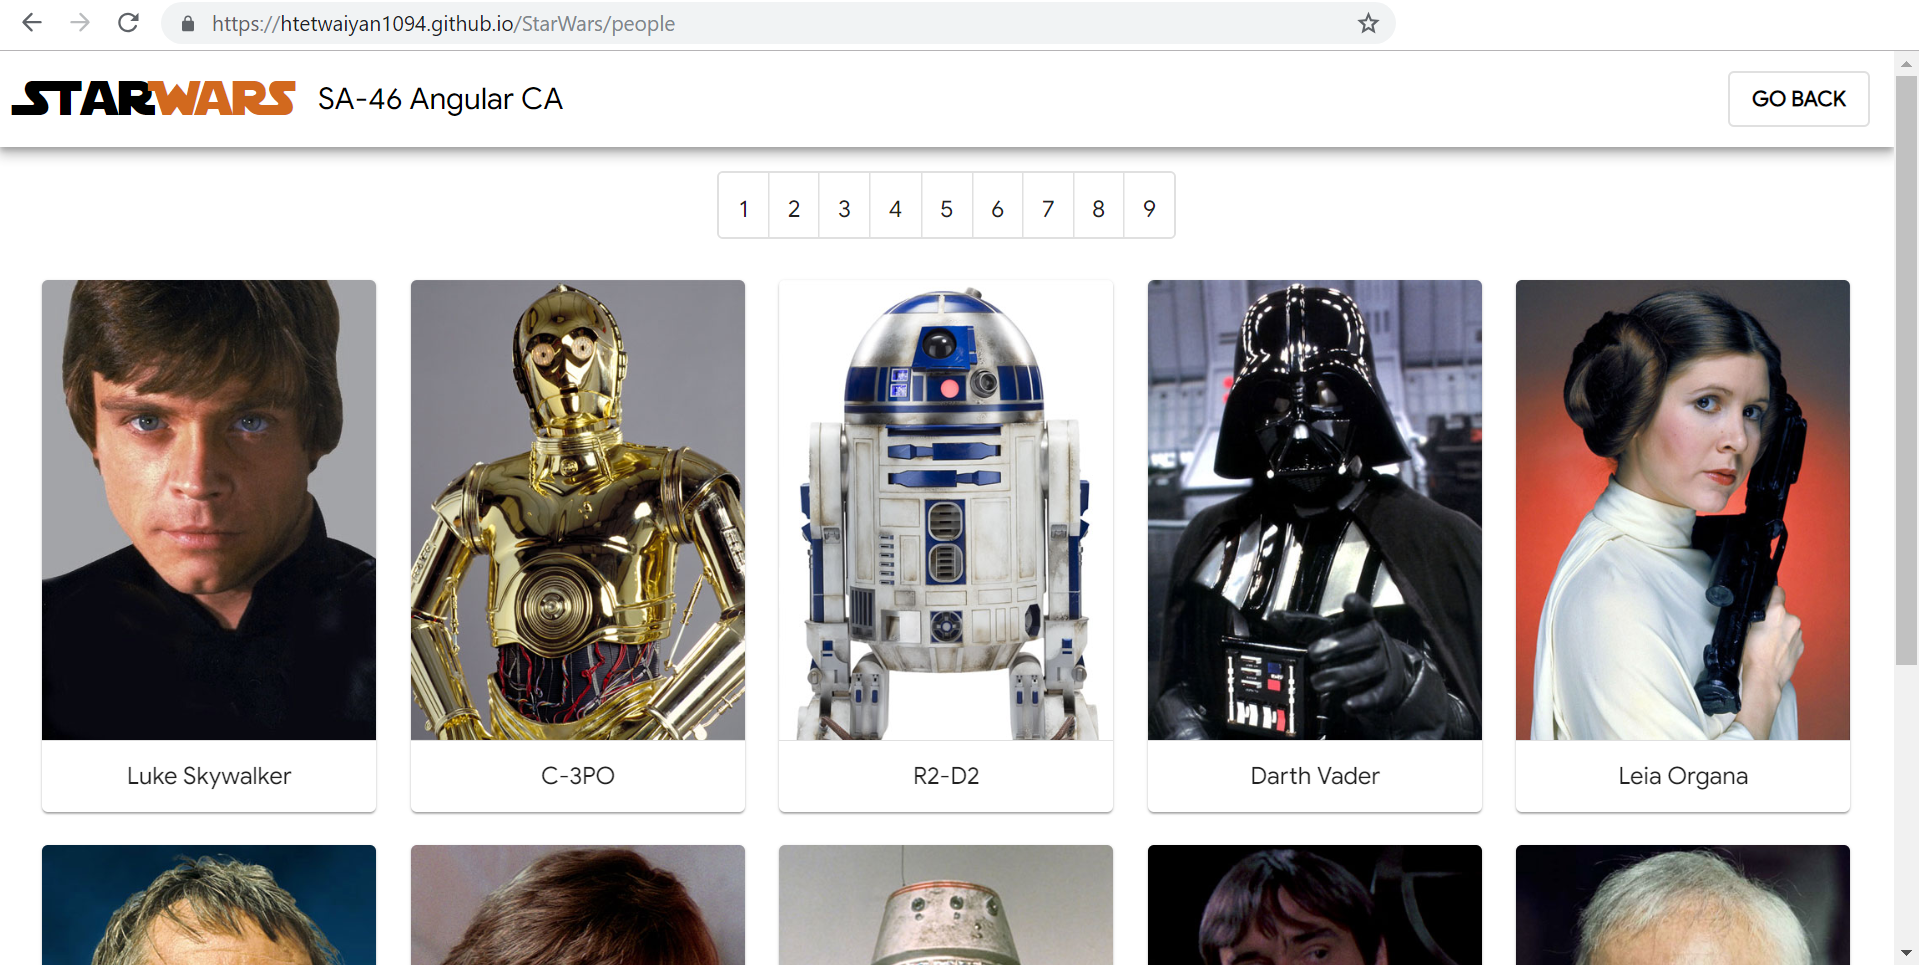 https://htetwaiyan1094.github.io/StarWars/people
STARWARS SA-46 Angular CA GO BACK
1 2 3 4 5 6 7 8 9
Luke Skywalker C-3PO R2-D2 Darth Vader Leia Organa